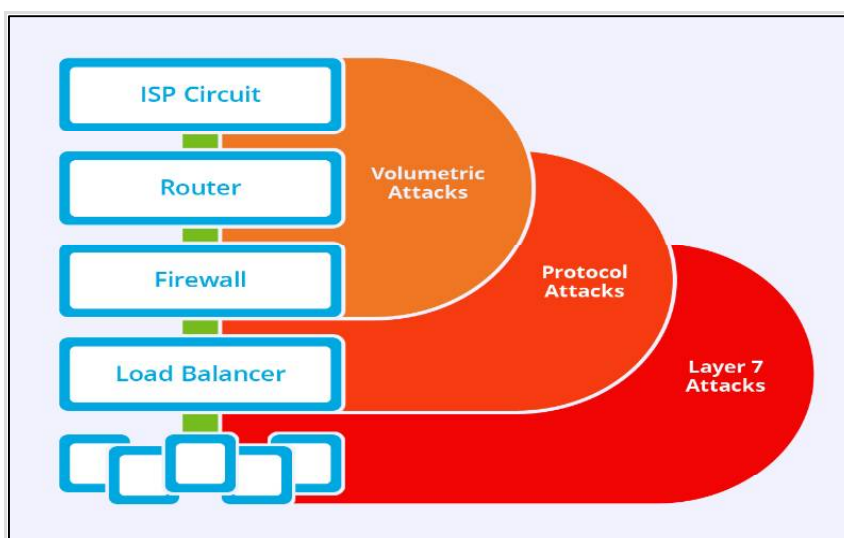 ISP Circuit
Router
Volumetric
Attacks
Firewall
Protocol
Attacks
Load Balancer
Layer 7
Attacks